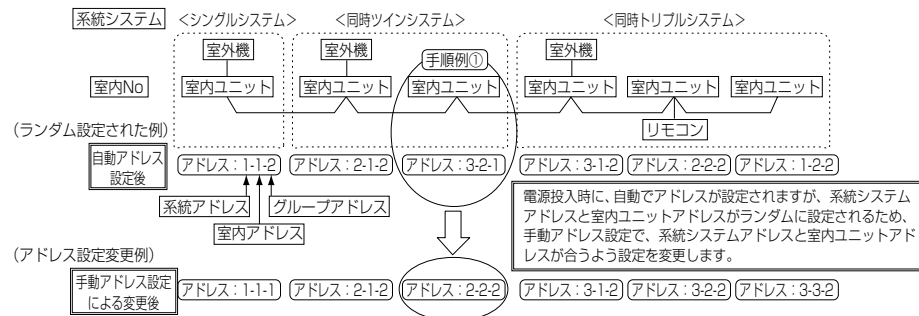 系統システム <シングルシステム> <同時ツインシステム> <同時トリプルシステム>
室外機 室外機 手順例① 室外機
室内No 室内ユニット 室内ユニット 室内ユニット 室内ユニット 室内ユニット 室内ユニット
リモコン
(ランダム設定された例)
自動アドレス
設定後
アドレス:1-1-2 アドレス:2-1-2 アドレス:3-2-1 アドレス:3-1-2 アドレス:2-2-2 アドレス:1-2-2
系統アドレス グループアドレス
室内アドレス
電源投入時に、自動でアドレスが設定されますが、系統システム
アドレスと室内ユニットアドレスがランダムに設定されるため、
手動アドレス設定で、系統システムアドレスと室内ユニットアド
レスが合うよう設定を変更します。
(アドレス設定変更例)
手動アドレス設定
による変更後
アドレス:1-1-1 アドレス:2-1-2 アドレス:2-2-2 アドレス:3-1-2 アドレス:3-2-2 アドレス:3-3-2